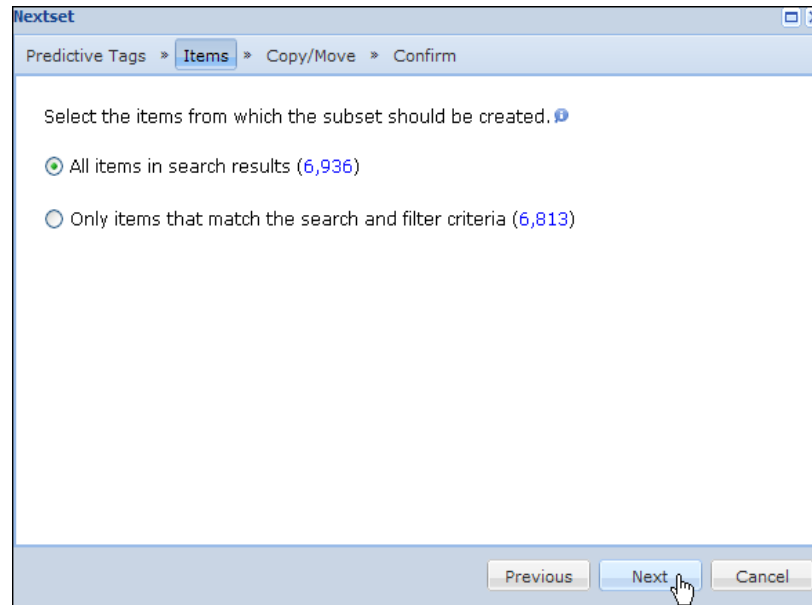 Nextset
Predictive Tags » Items » Copy/Move » Confirm
Select the items from which the subset should be created.
All items in search results (6,936)
Only items that match the search and filter criteria (6,813)
Previous Next Cancel